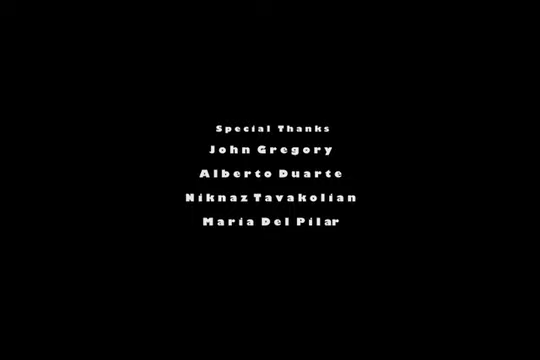 Special Thanks
John Gregory
Alberto Duarte
Niknaz Tavakolian
Maria Del Pilar